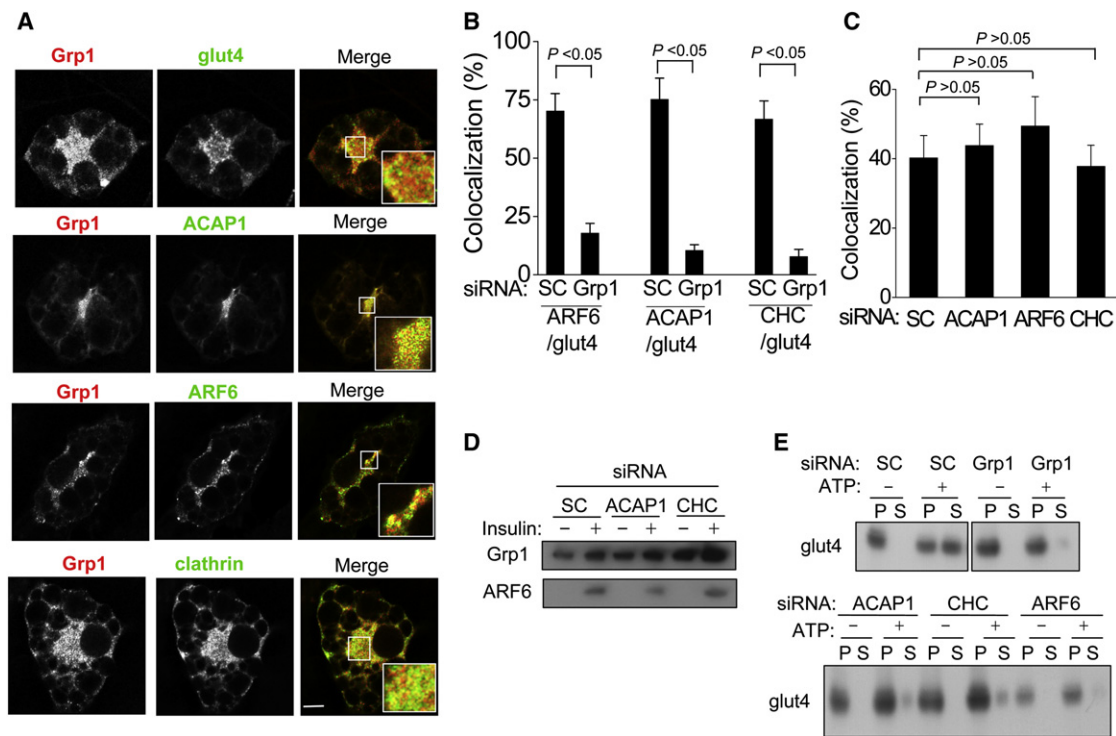 A
Grp1 glut4 Merge
Grp1 ACAP1 Merge
Grp1 ARF6 Merge
Grp1 clathrin Merge
B
Colocalization (%)
100
75
50
25
0
P <0.05 P <0.05 P <0.05
siRNA: SC Grp1 SC Grp1 SC Grp1
ARF6 ACAP1 CHC
/glut4 /glut4 /glut4
C
Colocalization (%)
60
40
20
0
P >0.05
P >0.05
P >0.05
siRNA: SC ACAP1 ARF6 CHC
D
siRNA
SC ACAP1 CHC
Insulin: – + – + – +
Grp1
ARF6
E
siRNA: SC SC Grp1 Grp1
ATP: – + – +
P S P S P S P S
glut4
siRNA: ACAP1 CHC ARF6
ATP: – + – + – +
P S P S P S P S P S P S
glut4